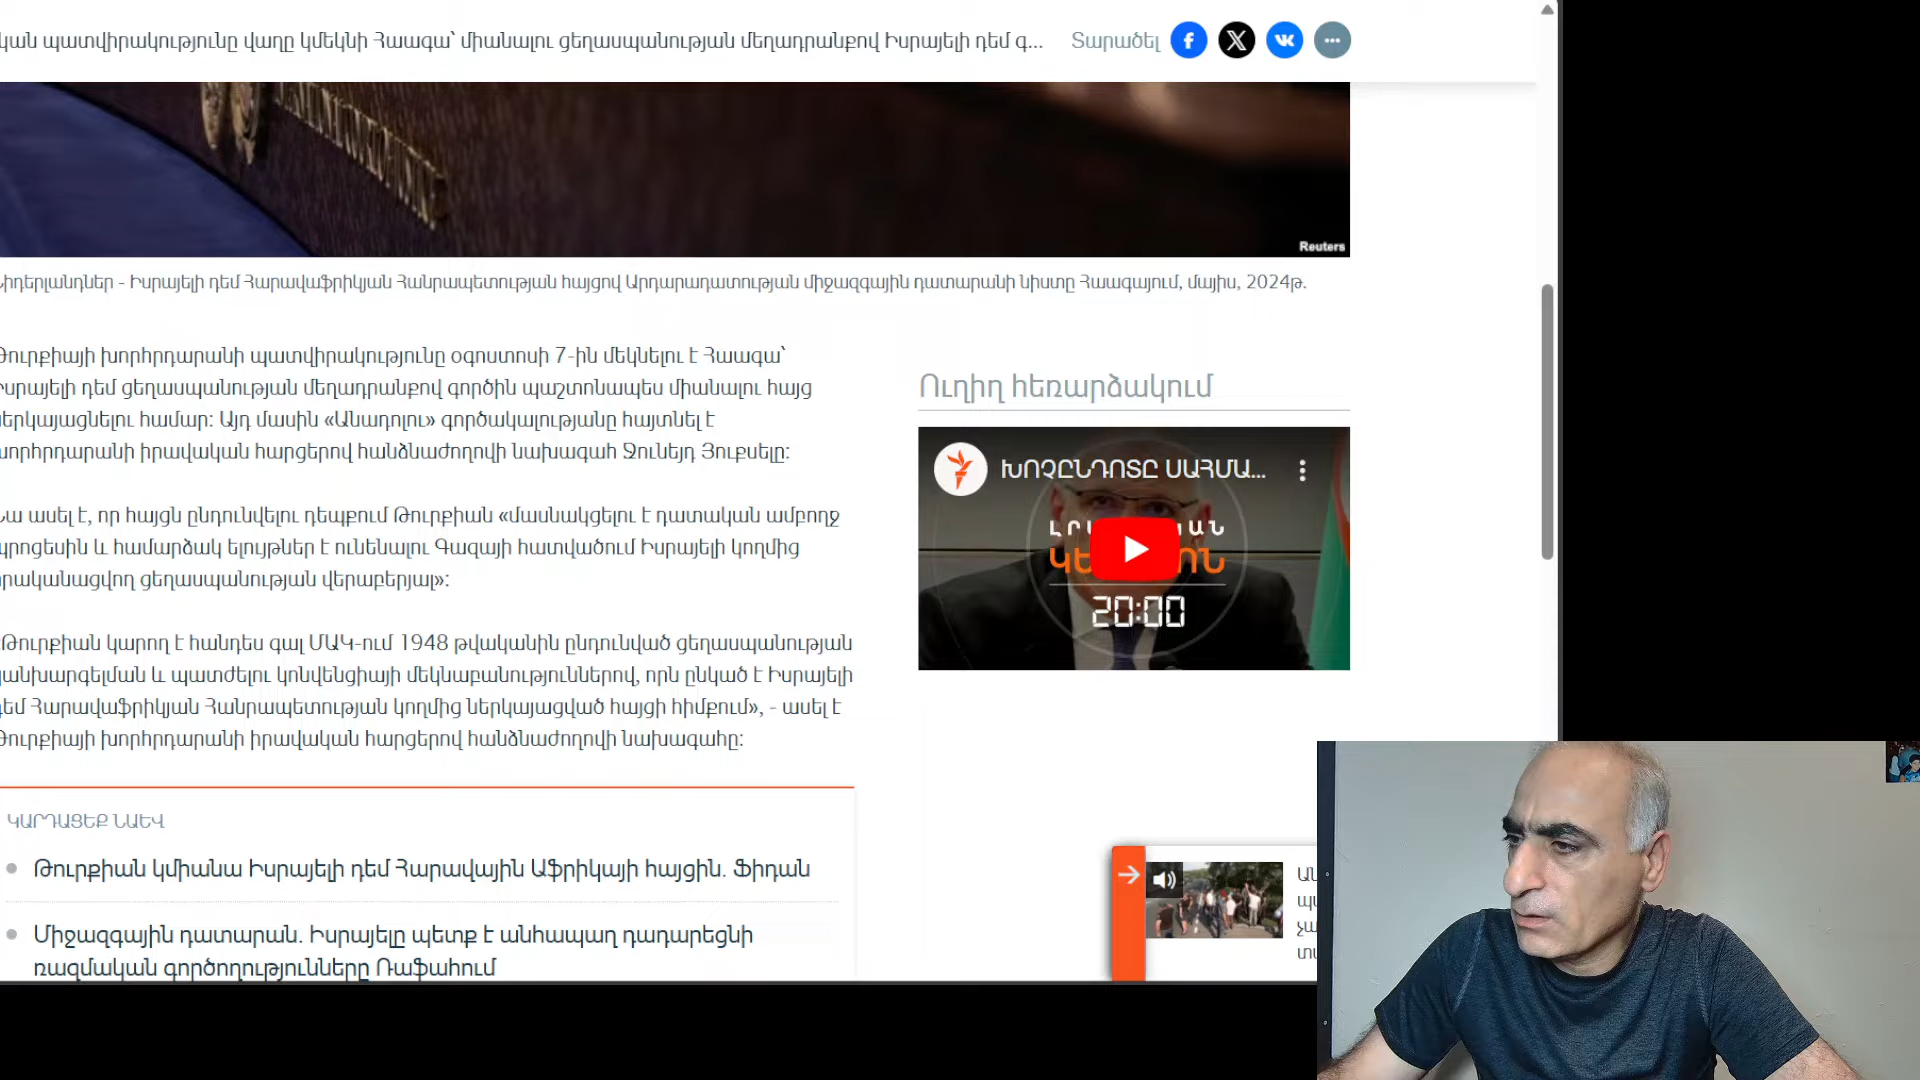 կան պատվիրակությունը վաղը կմեկնի Հաագա՝ միանալու ցեղասպանության մեղադրանքով Իսրայելի դեմ գ...
Տարածել
Reuters
իդերլանդներ - Իսրայելի դեմ Հարավաֆրիկյան Հանրապետության հայցով Արդարադատության միջազգային դատարանի նիստը Հաագայում, մայիս, 2024թ.
Թուրքիայի խորհրդարանի պատվիրակությունը օգոստոսի 7-ին մեկնելու է Հաագա՝
Իսրայելի դեմ ցեղասպանության մեղադրանքով գործին պաշտոնապես միանալու հայց
ներկայացնելու համար: Այդ մասին «Անադոլու» գործակալությանը հայտնել է
խորհրդարանի իրավական հարցերով հանձնաժողովի նախագահ Ջունեյդ Յուքսելը:
Նա ասել է, որ հայցն ընդունվելու դեպքում Թուրքիան «մասնակցելու է դատական ամբողջ
պրոցեսին և համարձակ ելույթներ է ունենալու Գազայի հատվածում Իսրայելի կողմից
իրականացվող ցեղասպանության վերաբերյալ»:
Թուրքիան կարող է հանդես գալ ՄԱԿ-ում 1948 թվականին ընդունված ցեղասպանության
կանխարգելման և պատժելու կոնվենցիայի մեկնաբանություններով, որն ընկած է Իսրայելի
դեմ Հարավաֆրիկյան Հանրապետության կողմից ներկայացված հայցի հիմքում», - ասել է
Թուրքիայի խորհրդարանի իրավական հարցերով հանձնաժողովի նախագահը:
ԿԱՐԴԱՑԵՔ ՆԱԵՎ
Թուրքիան կմիանա Իսրայելի դեմ Հարավային Աֆրիկայի հայցին. Ֆիդան
Միջազգային դատարան. Իսրայելը պետք է անհապաղ դադարեցնի
ռազմական գործողությունները Ռաֆահում
Ուղիղ հեռարձակում
ԽՈՉԸՆԴՈՏԸ ՍԱՀՄԱ...
20:00